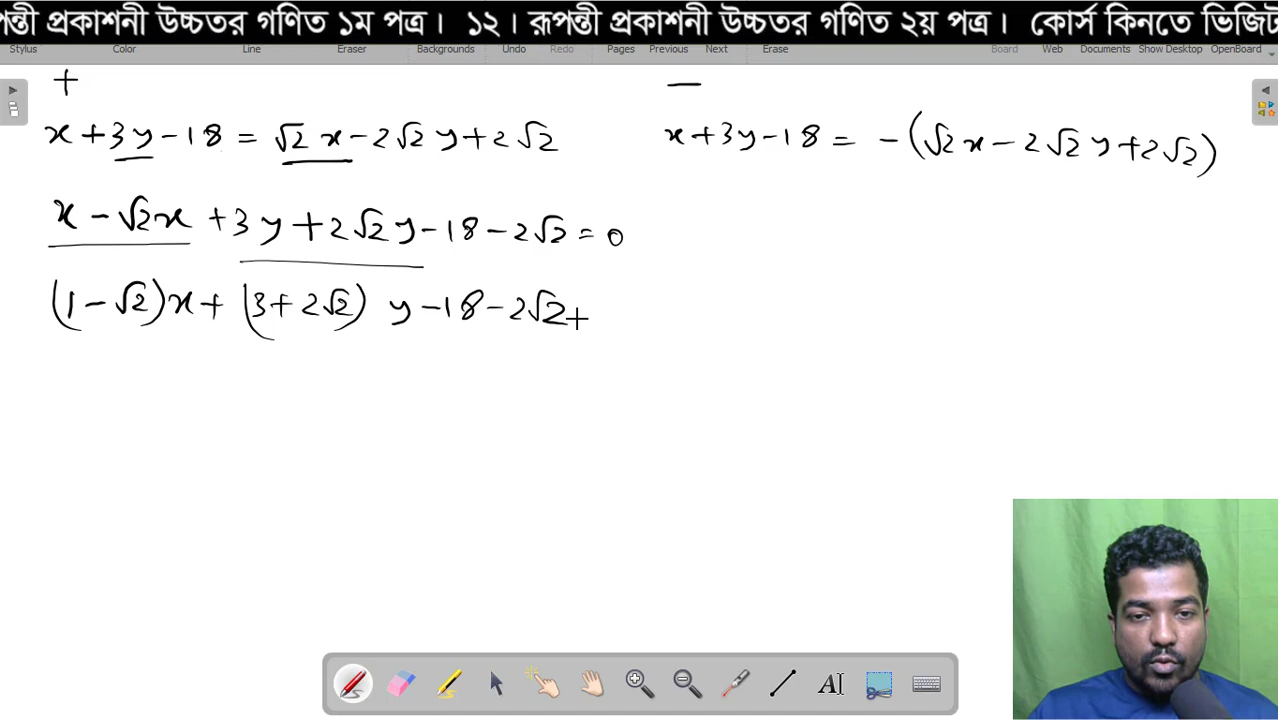 ন্তী প্রকাশনী উচ্চতর গণিত ১ম পত্র। ১২। রূপন্তী প্রকাশনী উচ্চতর গণিত ২য় পত্র। কোর্স কিনতে ভিজিট
Stylus Color Line Eraser Backgrounds Undo Redo Pages Previous Next Erase Board Web Documents Show Desktop OpenBoard
+
x + 3y - 18 = √2 x - 2√2 y + 2√2
x - √2x + 3y + 2√2 y - 18 - 2√2 = 0
(1 - √2)x + (3 + 2√2) y - 18 - 2√2
—
x + 3y - 18 = - (√2 x - 2√2 y + 2√2)
AI